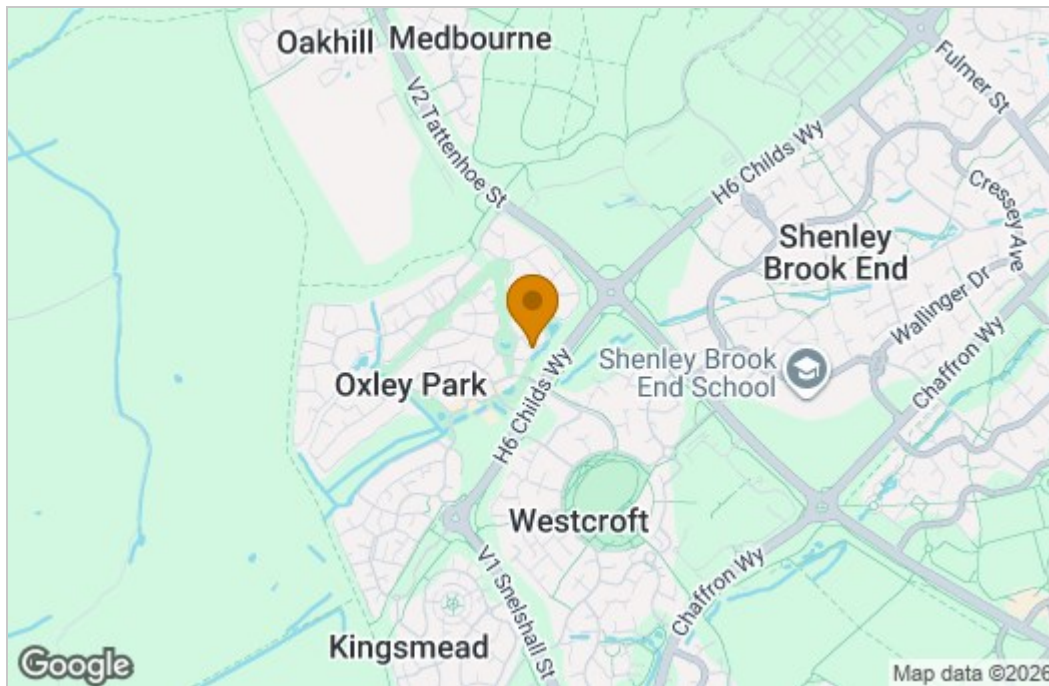 Oakhill
Medbourne
Fulmer St
V2 Tattenhoe St
H6 Childs Wy
Cressey Ave
Shenley
Brook End
Wallinger Dr
Shenley Brook
End School
Chaffron Wy
Oxley Park
H6 Childs Wy
Westcroft
V1 Snelshall St
Chaffron Wy
Kingsmead
Google
Map data ©2026